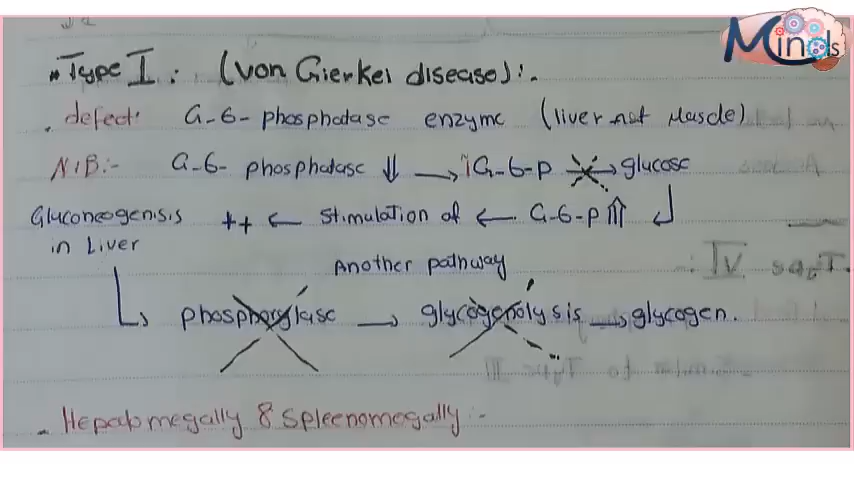 Minds
"Type I: (von Gierkei disease):.
. defect: G-6-phosphatase enzyme (liver not Muscle)
N.B:- G-6-phosphatase ⇓ → G-6-P → glucose
Gluconeogenisis ++ ← stimulation of ← G-6-P ⇑
in Liver
Another pathway
phosphorylase → glycogenolysis → glycogen.
. Hepatomegally & Spleenomegally:-